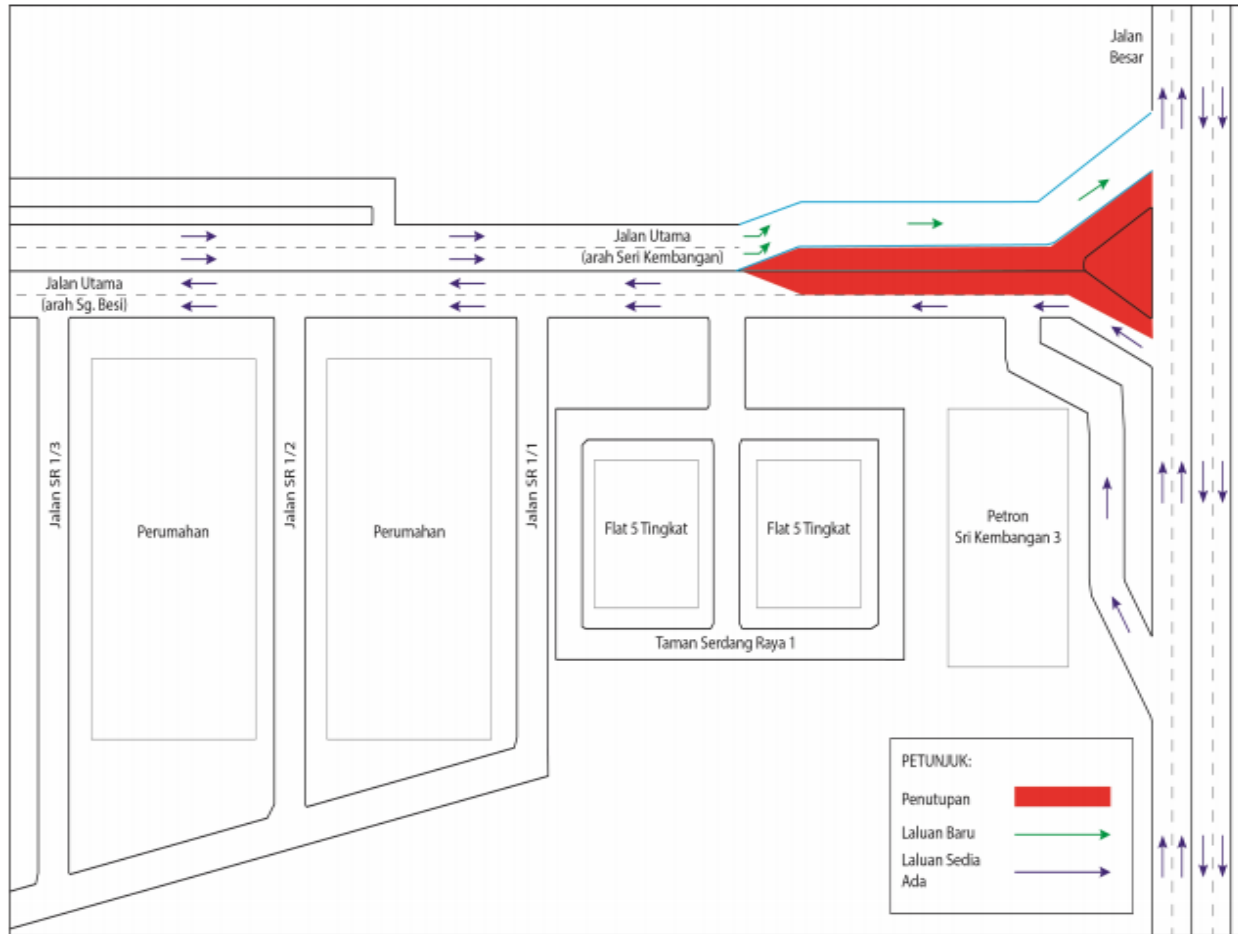 Jalan
Besar
Jalan Utama
(arah Seri Kembangan)
Jalan Utama
(arah Sg. Besi)
Jalan SR 1/3
Perumahan
Jalan SR 1/2
Perumahan
Jalan SR 1/1
Flat 5 Tingkat
Flat 5 Tingkat
Petron
Sri Kembangan 3
Taman Serdang Raya 1
PETUNJUK:
Penutupan
Laluan Baru
Laluan Sedia
Ada